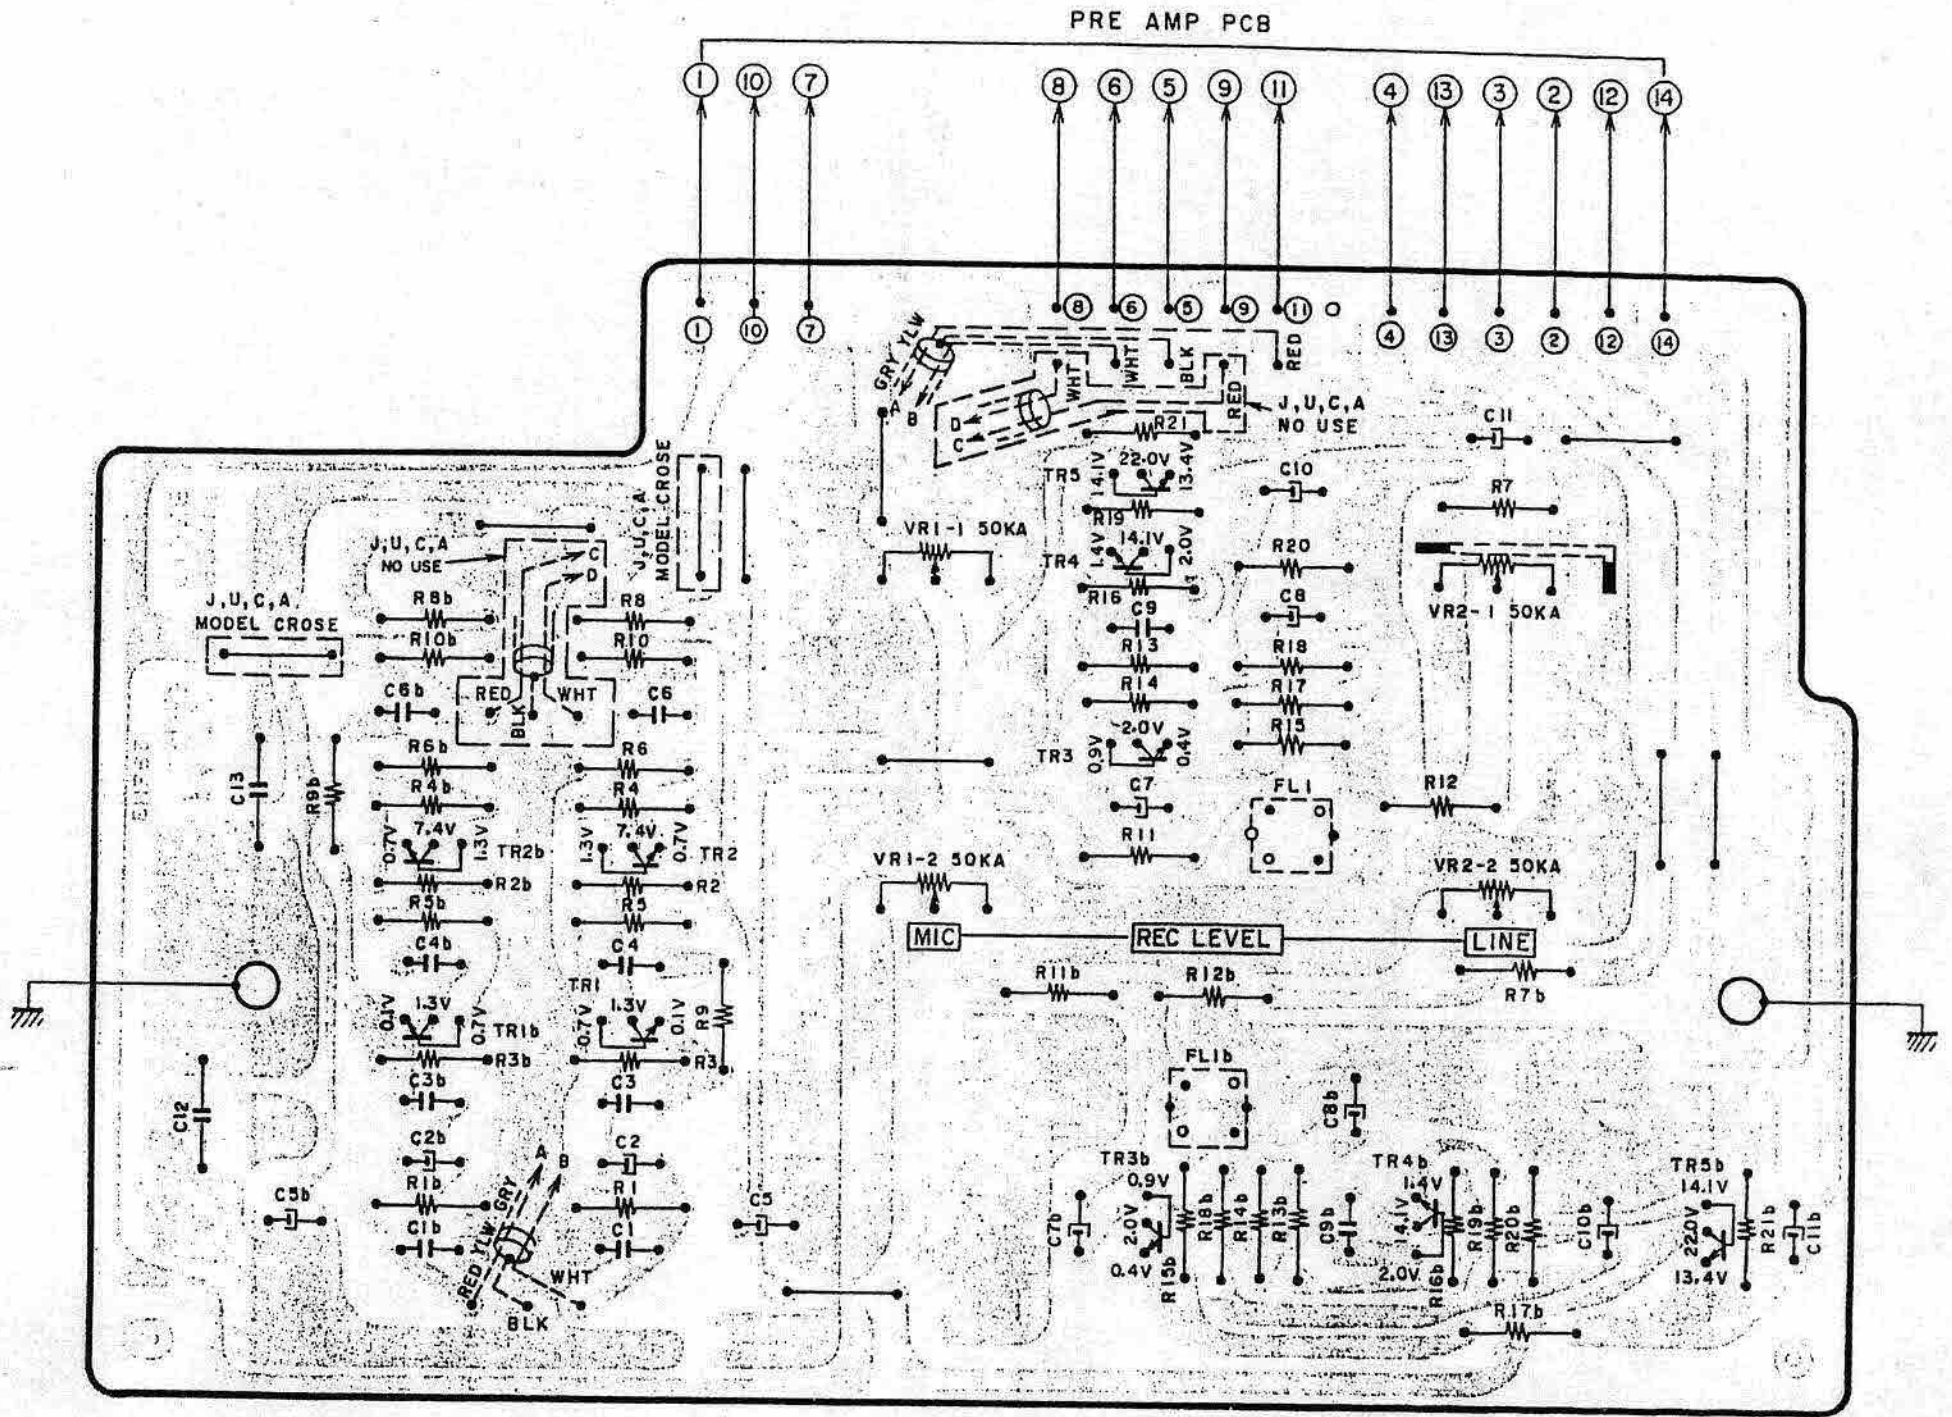 PRE AMP PCB
1 10 7 8 6 5 9 11 4 13 3 2 12 14
1 10 7 8 6 5 9 11 4 13 3 2 12 14
GRY YLW
A B
D
C
WHT
WHT
BLK
RED
RED
J,U,C,A
NO USE
R21
C11
TR5
14.1V 22.0V 13.4V
C10
R7
R19
VR1-1 50KA
TR4
1.4V 14.1V 2.0V
R20
R16
C9
C8
VR2-1 50KA
R13
R18
R14
R17
TR3
0.9V 2.0V 0.4V
R15
C7
FL1
R12
R11
VR1-2 50KA
VR2-2 50KA
MIC
REC LEVEL
LINE
R11b
R12b
R7b
J,U,C,A
MODEL CROSE
J,U,C,A
NO USE
C
D
J,U,C,A
MODEL CROSE
R8b
R8
R10b
R10
C6b
RED
BLK
WHT
C6
C13
R9b
R6b
R6
R4b
R4
0.7V 7.4V 1.3V
TR2b
1.3V 7.4V 0.7V
TR2
R2b
R2
R5b
R5
C4b
C4
TR1
0.1V 1.3V 0.7V
TR1b
0.7V 1.3V 0.1V
R9
R3b
R3
C3b
C3
C12
C2b
C2
A B
R1b
R1
C5b
C1b
C1
C5
RED YLW GRY
WHT
BLK
FL1b
C8b
TR3b
0.9V
2.0V
0.4V
C7b
R15b
R18b
R14b
R13b
C9b
TR4b
1.4V
14.1V
2.0V
R16b
R19b
R20b
C10b
TR5b
14.1V
22.0V
13.4V
R21b
C11b
R17b